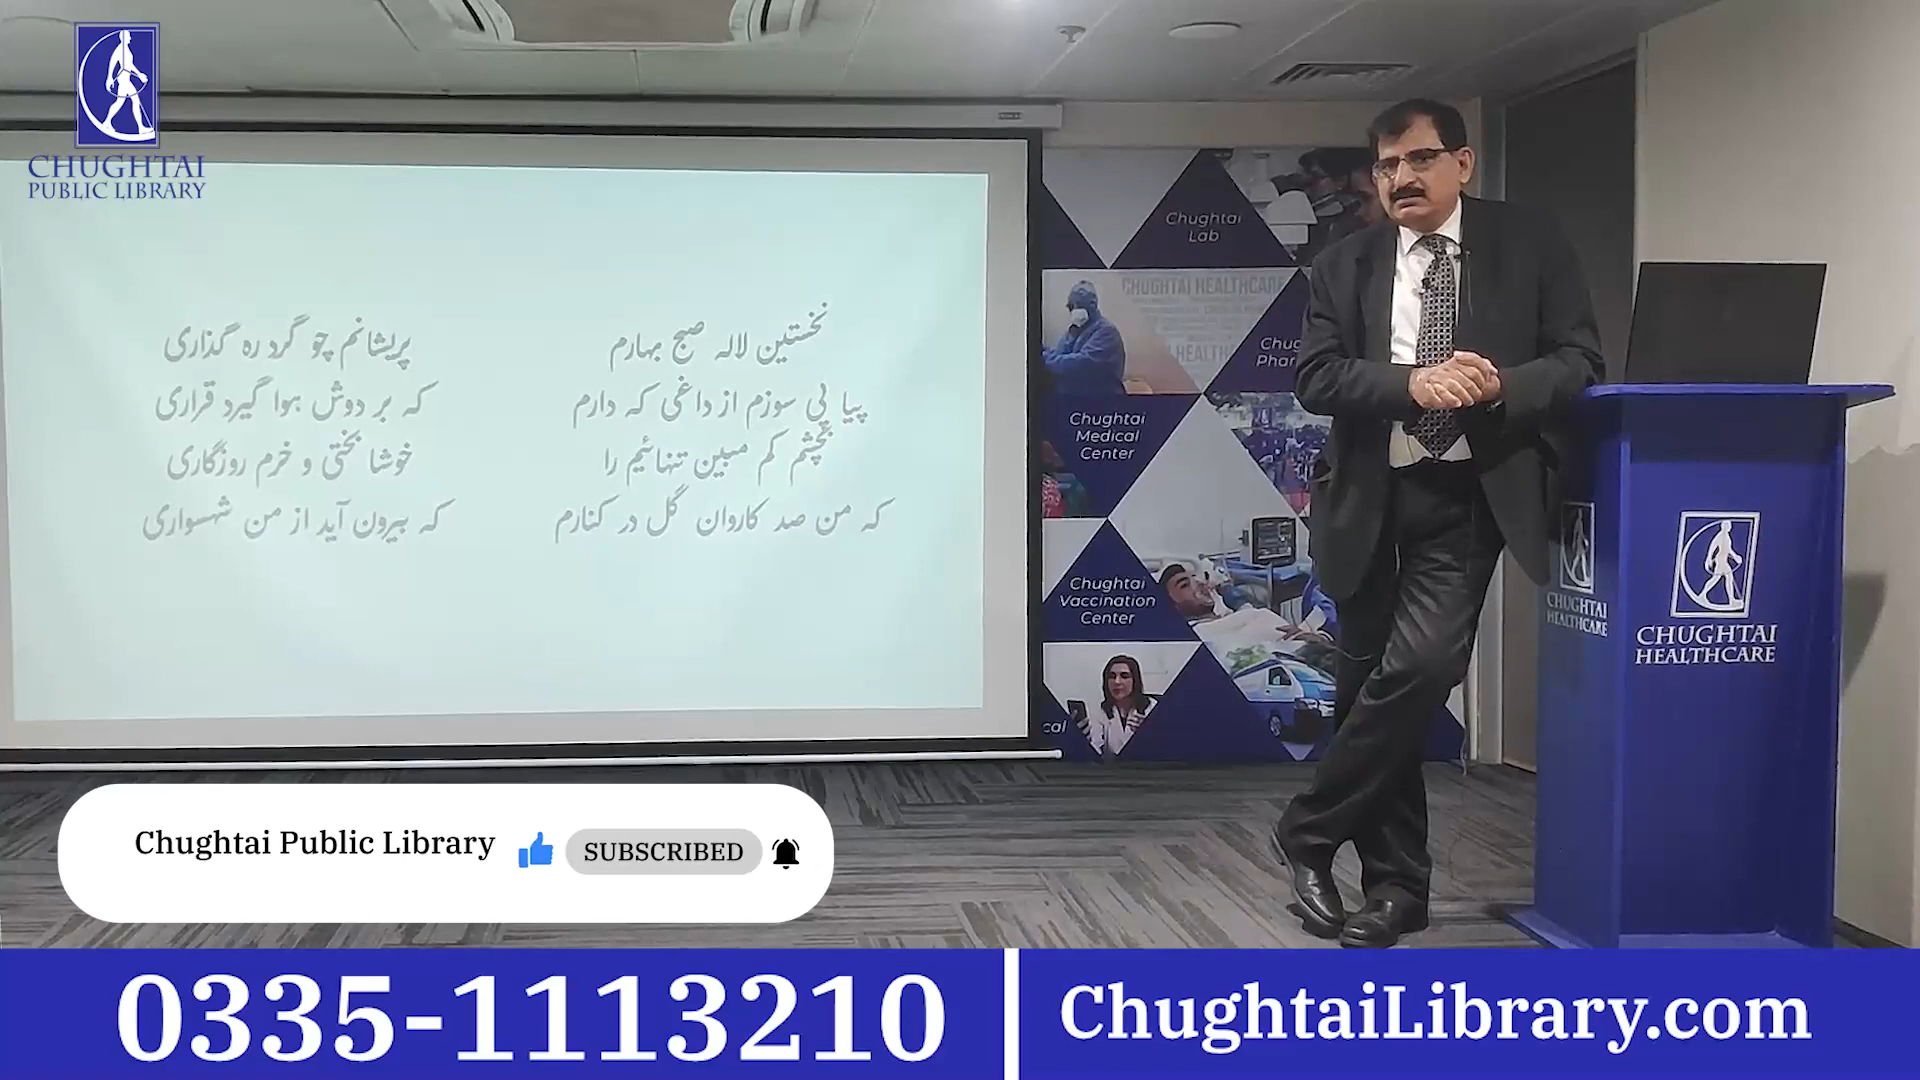 CHUGHTAI
PUBLIC LIBRARY
نخستین لالہ صبح بہارم
پیاپی سوزم از داغی کہ دارم
بچشم کم مبین تنہائیم را
کہ من صد کاروان گل در کنارم
پریشانم چو گرد رہ گذاری
کہ بر دوش ہوا گیرد قراری
خوشا بختی و خرم روزگاری
کہ بیرون آید از من شہسواری
Chughtai
Lab
CHUGHTAI HEALTHCARE
Chughtai
Medical
Center
Chughtai
Vaccination
Center
CHUGHTAI
HEALTHCARE
CHUGHTAI
HEALTHCARE
Chughtai Public Library
SUBSCRIBED
0335-1113210
ChughtaiLibrary.com